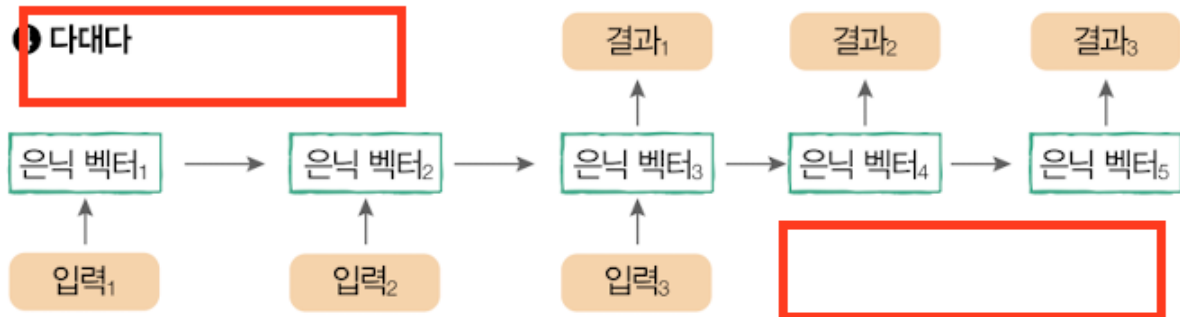 다대다
결과₁ 결과₂ 결과₃
은닉 벡터₁ 은닉 벡터₂ 은닉 벡터₃ 은닉 벡터₄ 은닉 벡터₅
입력₁ 입력₂ 입력₃